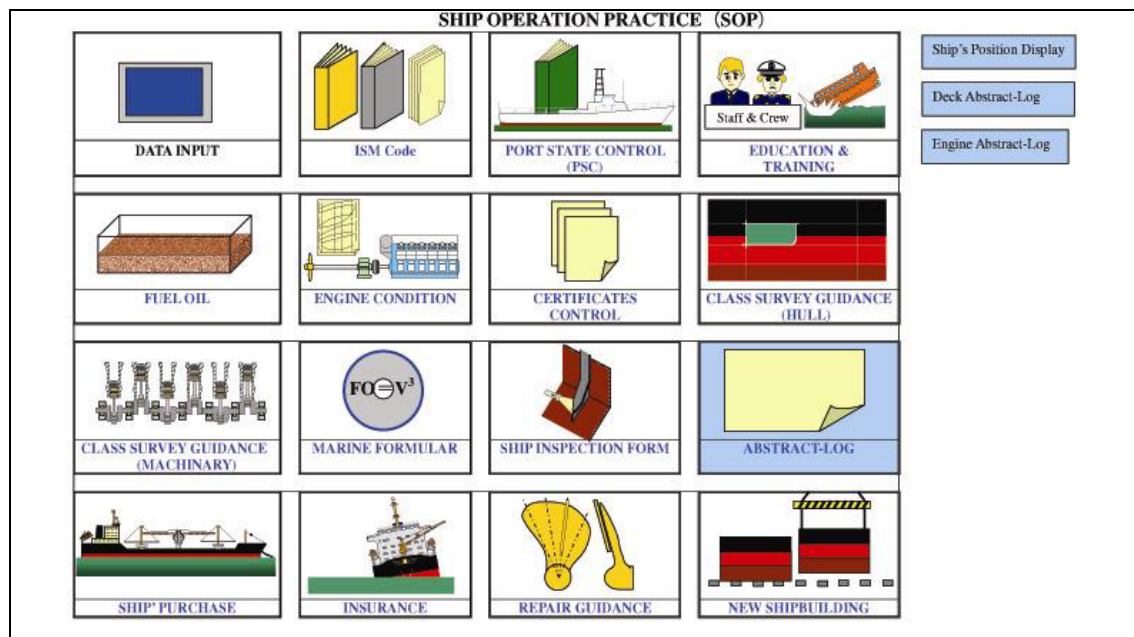 SHIP OPERATION PRACTICE (SOP)
Staff & Crew
DATA INPUT
ISM Code
PORT STATE CONTROL
(PSC)
EDUCATION &
TRAINING
Ship's Position Display
Deck Abstract-Log
Engine Abstract-Log
FUEL OIL
ENGINE CONDITION
CERTIFICATES
CONTROL
CLASS SURVEY GUIDANCE
(HULL)
FO=V³
CLASS SURVEY GUIDANCE
(MACHINARY)
MARINE FORMULAR
SHIP INSPECTION FORM
ABSTRACT-LOG
SHIP' PURCHASE
INSURANCE
REPAIR GUIDANCE
NEW SHIPBUILDING